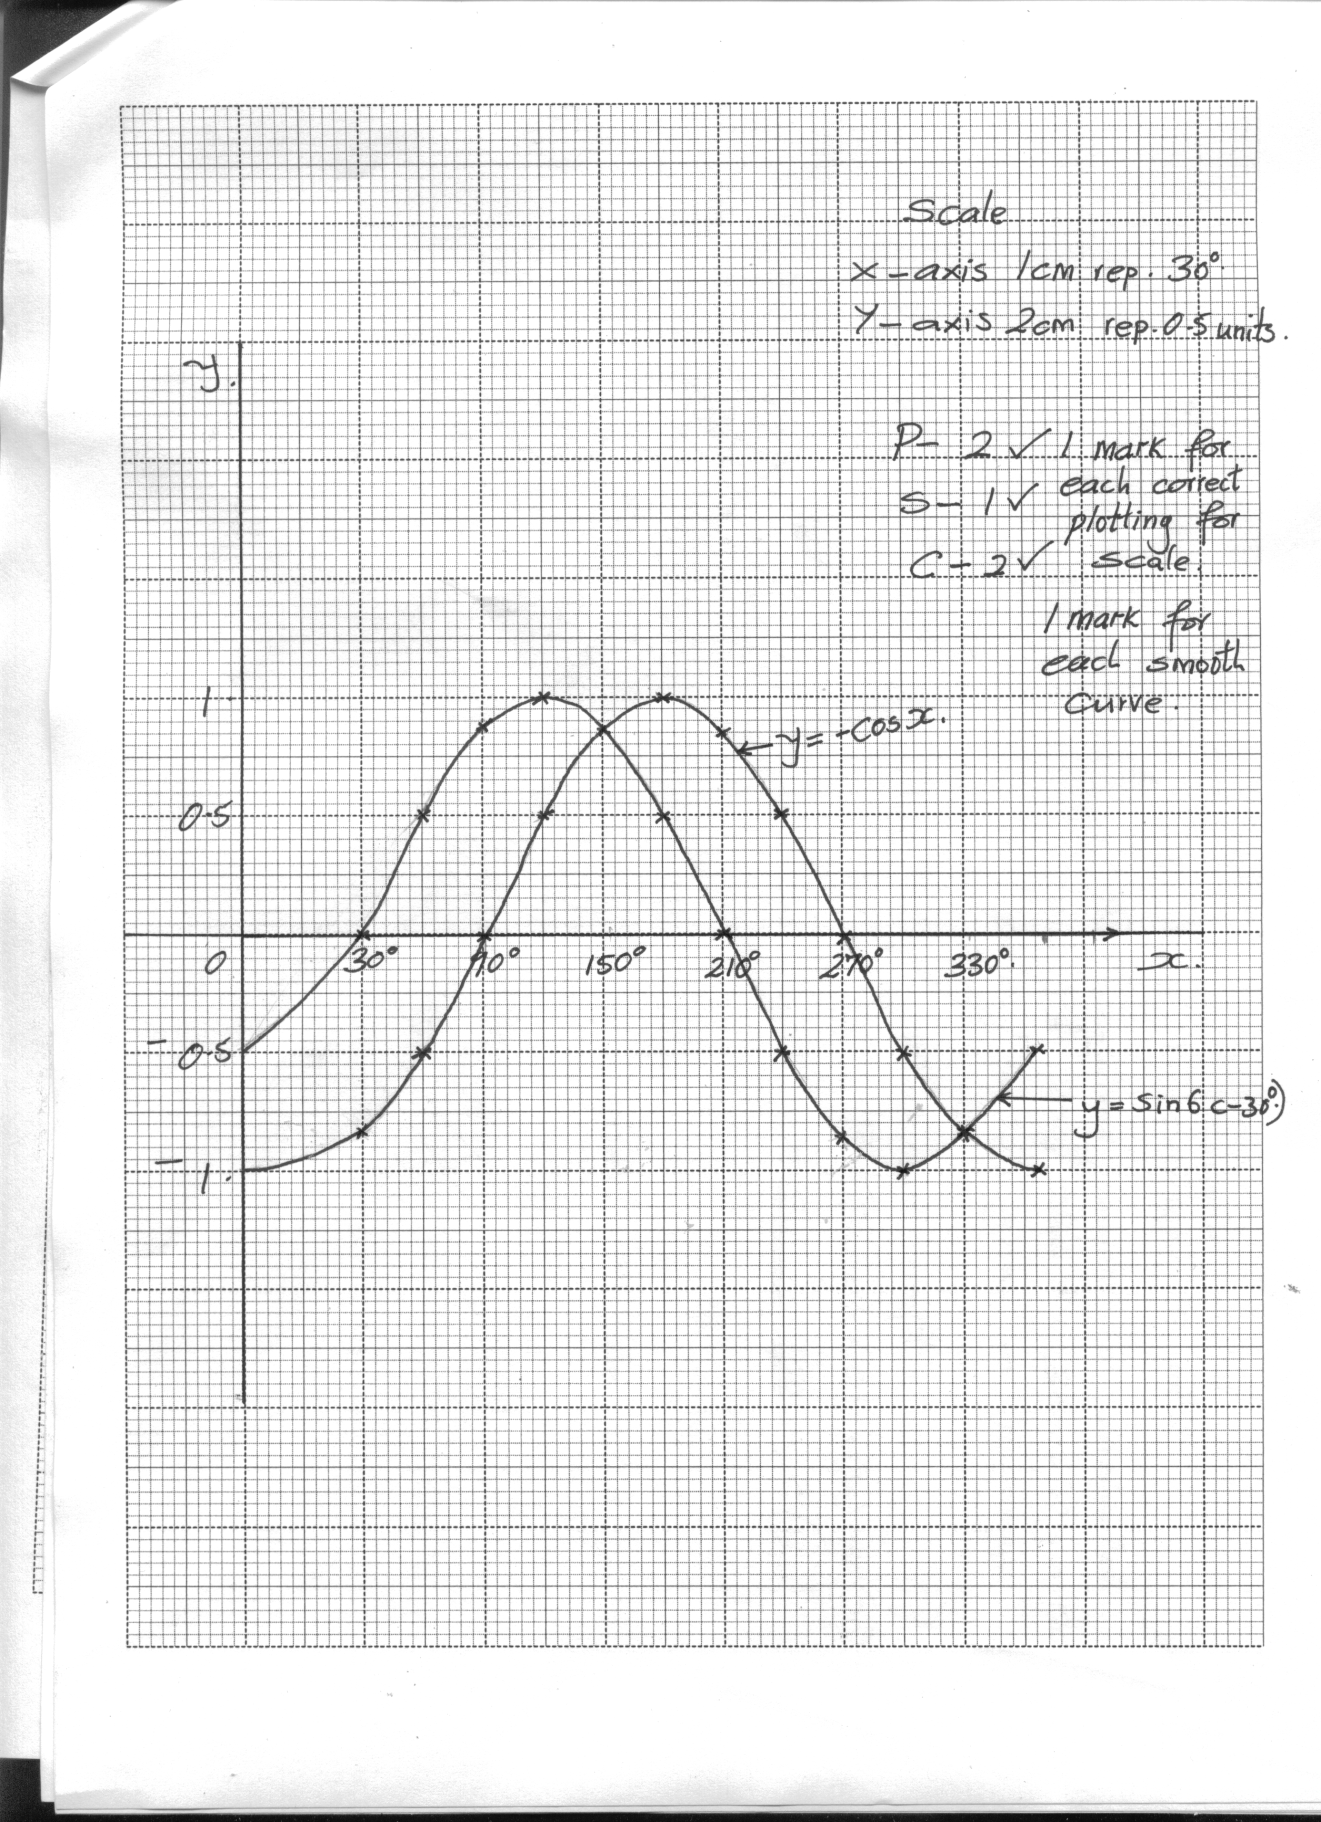 Scale
X-axis 1cm rep. 30°.
Y-axis 2cm rep. 0.5 units.
y.
P- 2 ✓ 1 mark for
each correct
S- 1 ✓ plotting for
C- 2 ✓ scale.
1 mark for
each smooth
curve.
1
y = -cos x.
0.5
0 30° 90° 150° 210° 270° 330°. x.
-0.5
y = sin(x-30°)
-1